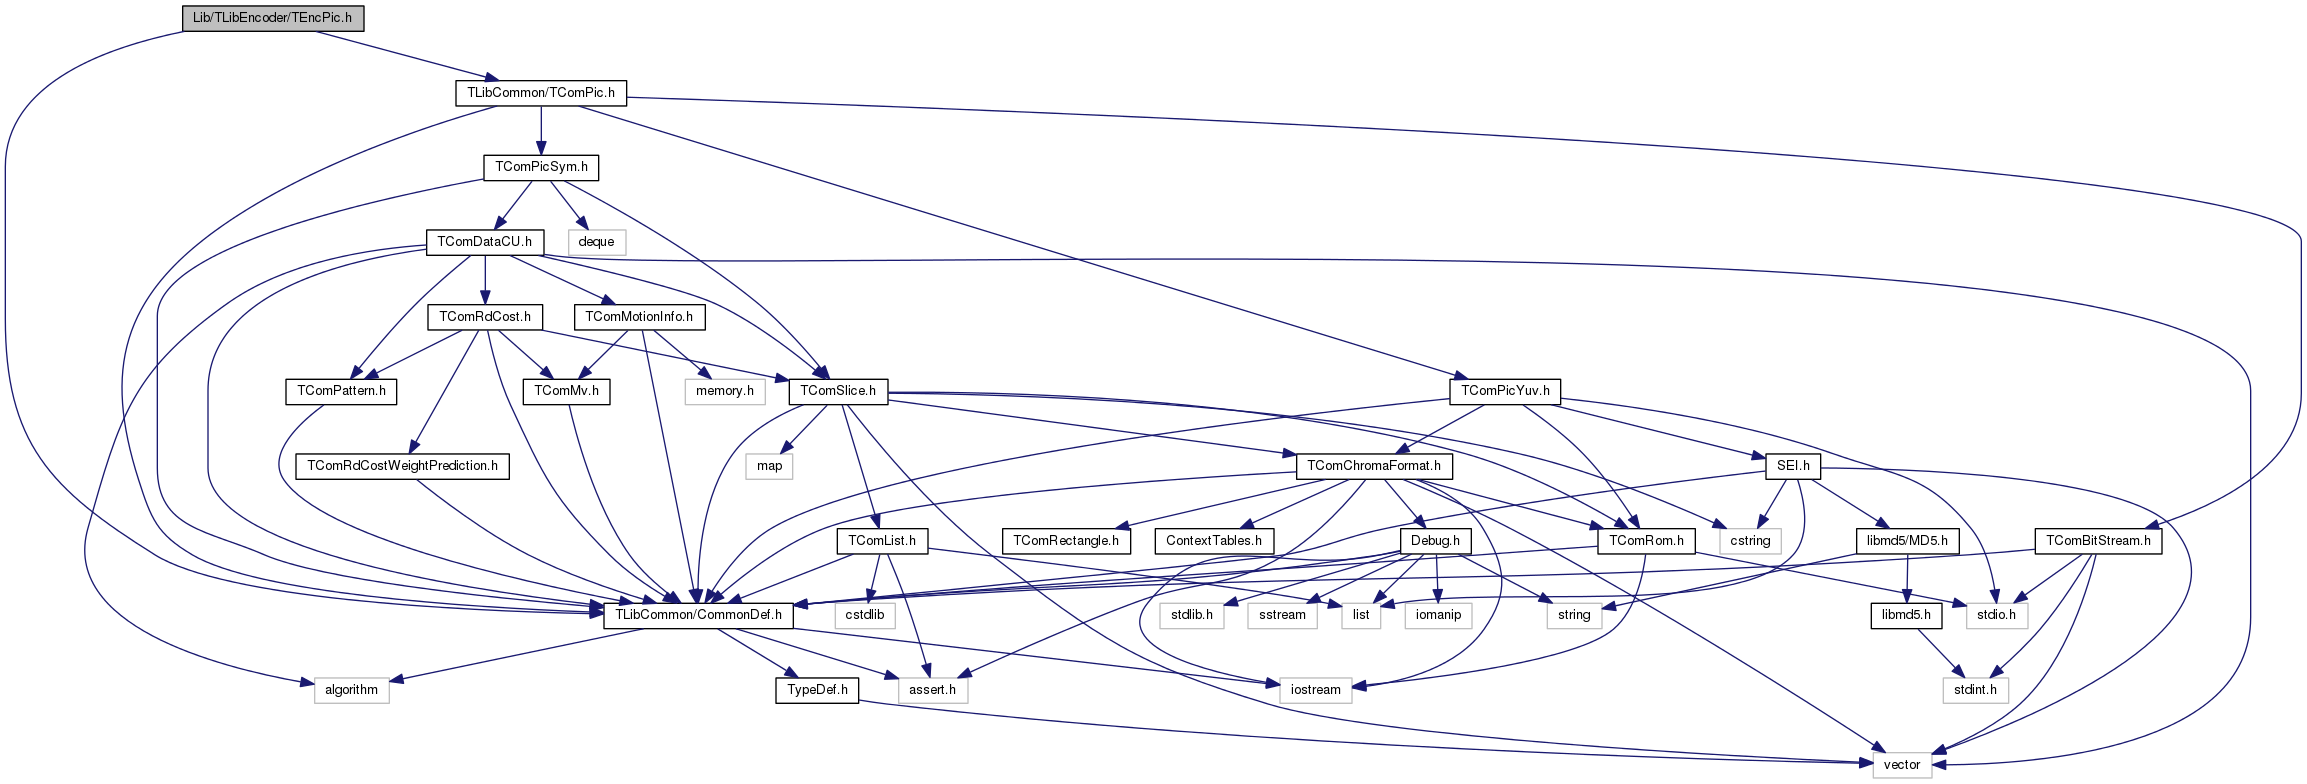 Lib/TLibEncoder/TEncPic.h
TLibCommon/TComPic.h
TComPicSym.h
TComDataCU.h
deque
TComRdCost.h
TComMotionInfo.h
TComPattern.h
TComMv.h
memory.h
TComSlice.h
TComPicYuv.h
TComRdCostWeightPrediction.h
map
TComChromaFormat.h
SEI.h
TComList.h
TComRectangle.h
ContextTables.h
Debug.h
TComRom.h
cstring
libmd5/MD5.h
TComBitStream.h
TLibCommon/CommonDef.h
cstdlib
stdlib.h
sstream
list
iomanip
string
libmd5.h
stdio.h
algorithm
TypeDef.h
assert.h
iostream
stdint.h
vector